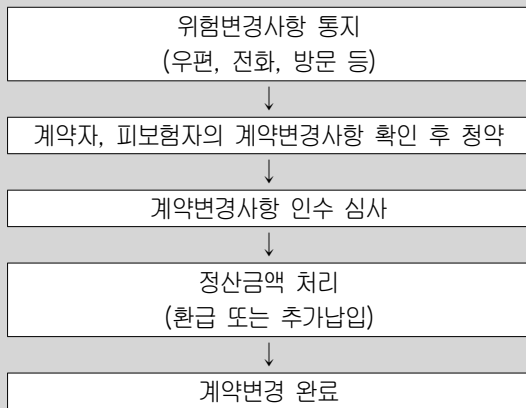 위험변경사항 통지
(우편, 전화, 방문 등)
↓
계약자, 피보험자의 계약변경사항 확인 후 청약
↓
계약변경사항 인수 심사
↓
정산금액 처리
(환급 또는 추가납입)
↓
계약변경 완료